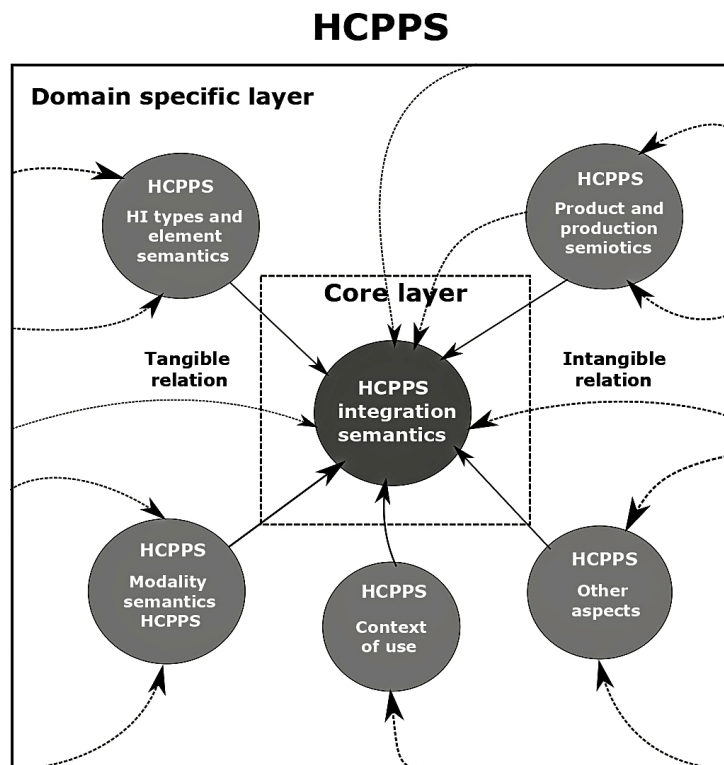 HCPPS
Domain specific layer
HCPPS
HI types and
element
semantics
HCPPS
Product and
production
semiotics
Core layer
Tangible
relation
Intangible
relation
HCPPS
integration
semantics
HCPPS
Modality
semantics
HCPPS
HCPPS
Context
of use
HCPPS
Other
aspects